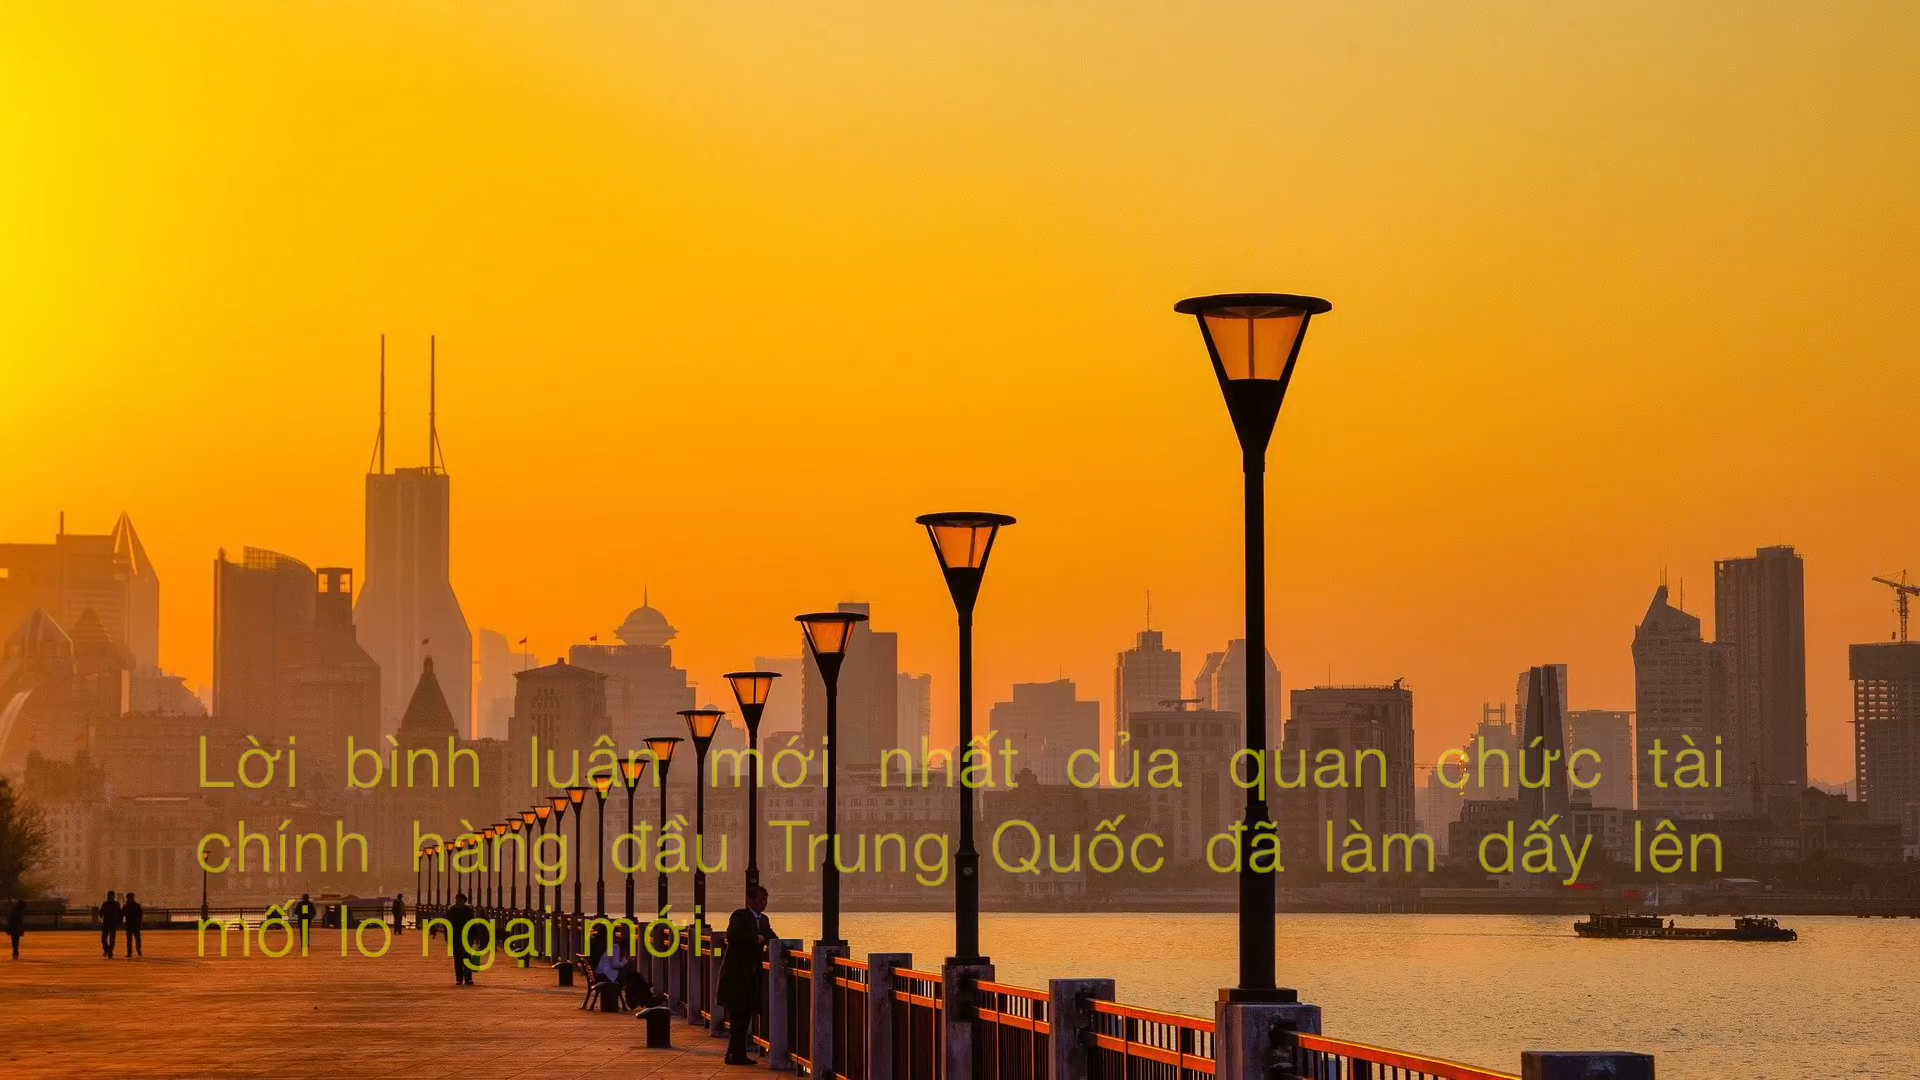 Lời bình luận mới nhất của quan chức tài
chính hàng đầu Trung Quốc đã làm dấy lên
mối lo ngại mới.